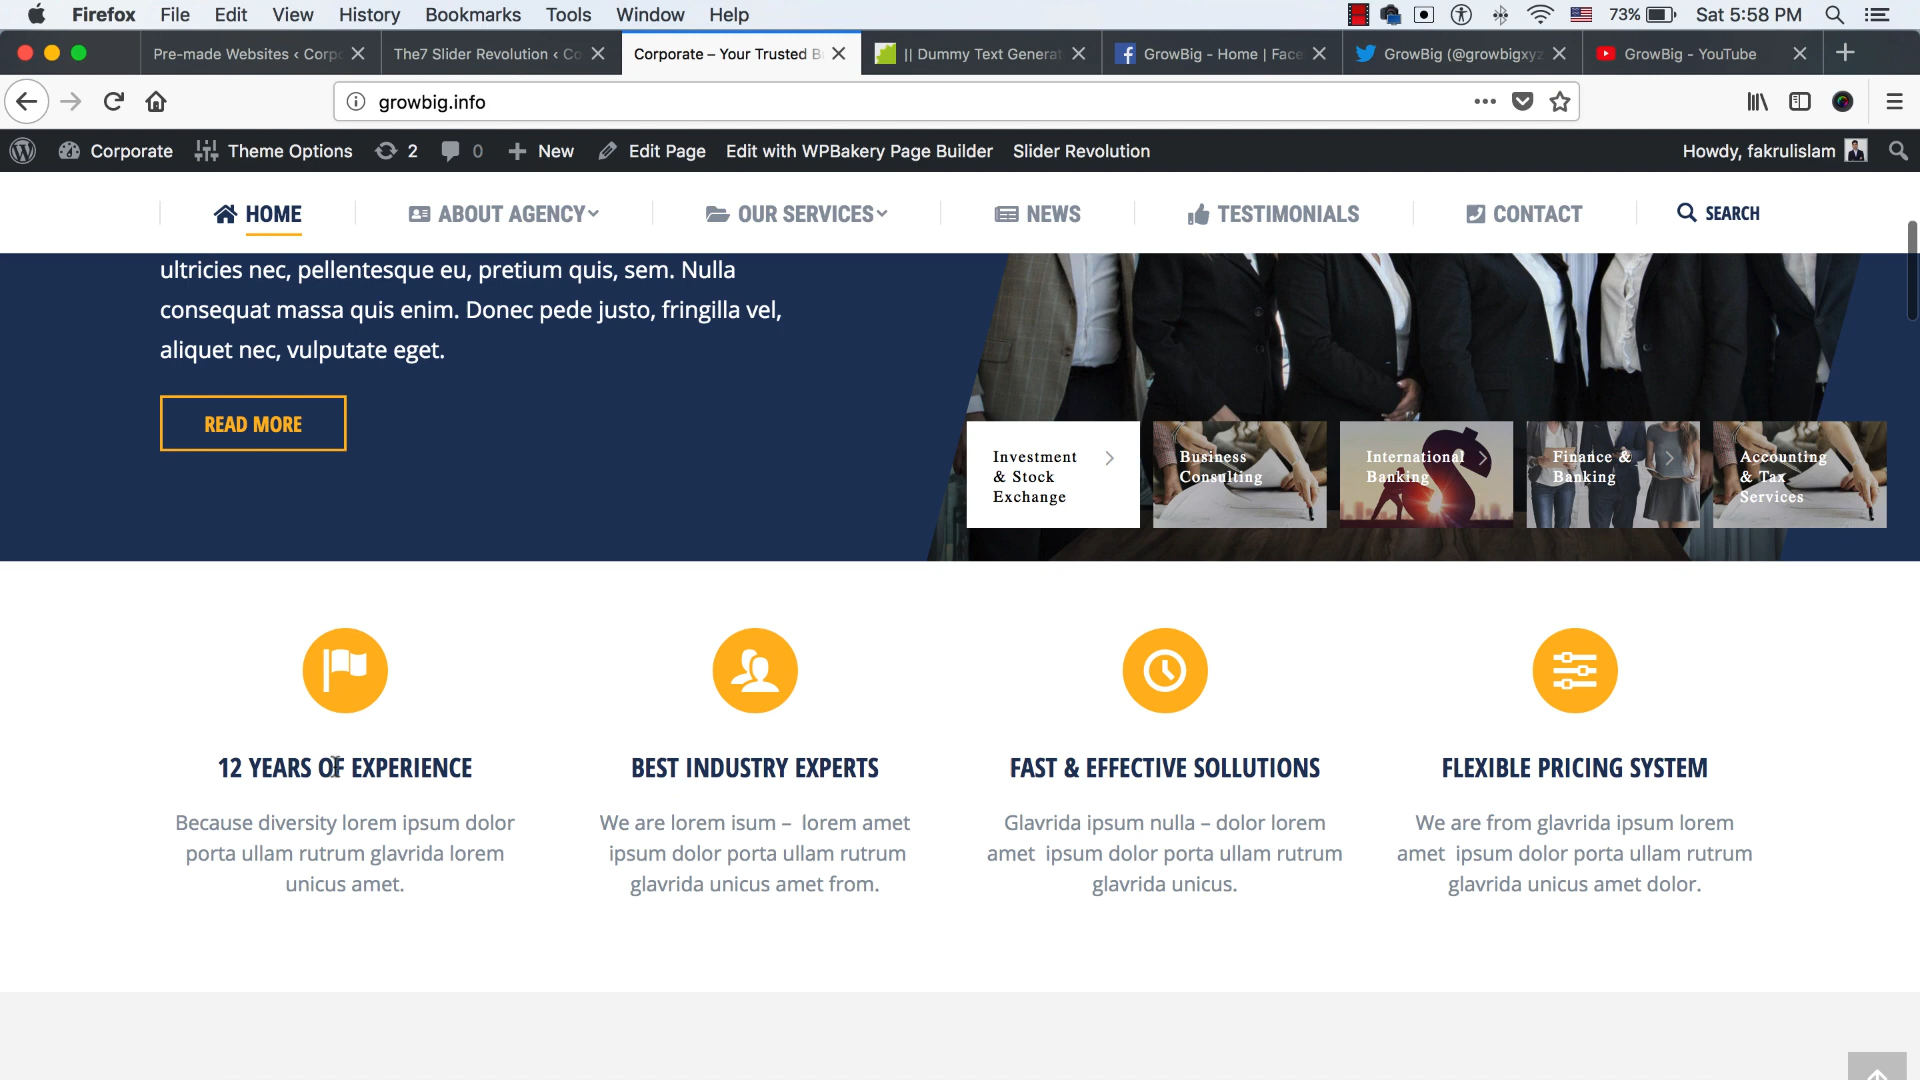 Firefox File Edit View History Bookmarks Tools Window Help 73% Sat 5:58 PM
Pre-made Websites ‹ Corp The7 Slider Revolution ‹ Co Corporate – Your Trusted B || Dummy Text Generat GrowBig - Home | Face GrowBig (@growbigxyz GrowBig - YouTube
growbig.info
Corporate Theme Options 2 0 New Edit Page Edit with WPBakery Page Builder Slider Revolution Howdy, fakrulislam
HOME ABOUT AGENCY OUR SERVICES NEWS TESTIMONIALS CONTACT SEARCH
ultricies nec, pellentesque eu, pretium quis, sem. Nulla
consequat massa quis enim. Donec pede justo, fringilla vel,
aliquet nec, vulputate eget.
READ MORE
Investment
& Stock
Exchange
Business
Consulting
International
Banking
Finance &
Banking
Accounting
& Tax
Services
12 YEARS OF EXPERIENCE
Because diversity lorem ipsum dolor
porta ullam rutrum glavrida lorem
unicus amet.
BEST INDUSTRY EXPERTS
We are lorem isum – lorem amet
ipsum dolor porta ullam rutrum
glavrida unicus amet from.
FAST & EFFECTIVE SOLLUTIONS
Glavrida ipsum nulla – dolor lorem
amet ipsum dolor porta ullam rutrum
glavrida unicus.
FLEXIBLE PRICING SYSTEM
We are from glavrida ipsum lorem
amet ipsum dolor porta ullam rutrum
glavrida unicus amet dolor.